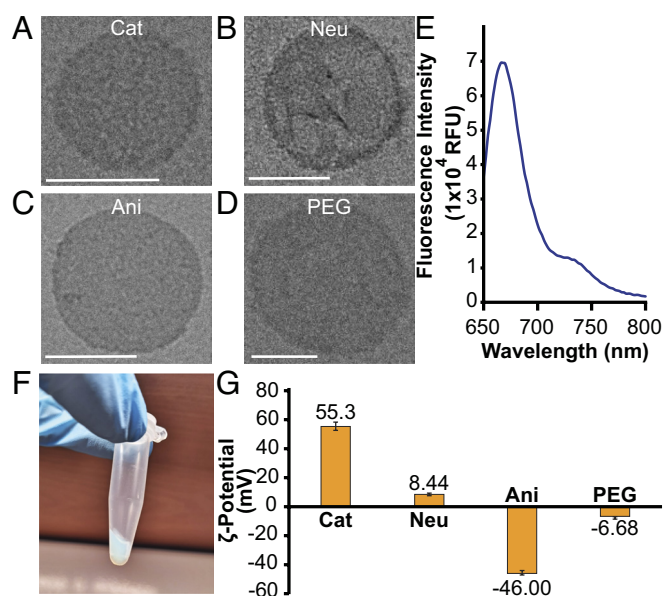 A
Cat
B
Neu
C
Ani
D
PEG
E
Fluorescence Intensity
(1x10⁴ RFU)
7
6
5
4
3
2
1
0
650
700
750
800
Wavelength (nm)
F
G
ζ-Potential
(mV)
80
60
40
20
0
-20
-40
-60
55.3
Cat
8.44
Neu
Ani
-46.00
PEG
-6.68